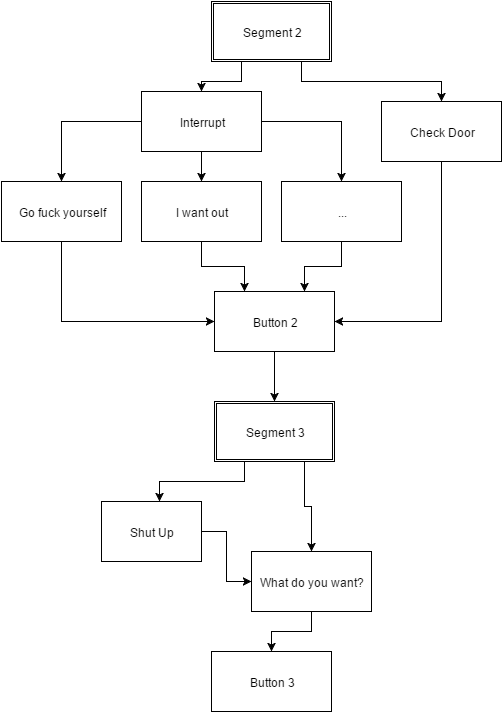 Segment 2
Interrupt
Check Door
Go fuck yourself
I want out
...
Button 2
Segment 3
Shut Up
What do you want?
Button 3